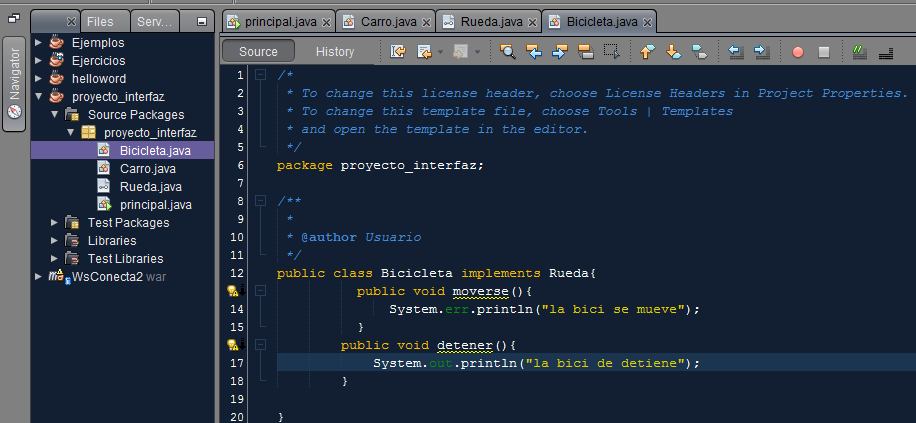 Files
Serv...
principal.java
Carro.java
Rueda.java
Bicicleta.java
Navigator
Ejemplos
Ejercicios
helloword
proyecto_interfaz
Source Packages
proyecto_interfaz
Bicicleta.java
Carro.java
Rueda.java
principal.java
Test Packages
Libraries
Test Libraries
WsConecta2 war
Source
History
1 /*
2 * To change this license header, choose License Headers in Project Properties.
3 * To change this template file, choose Tools | Templates
4 * and open the template in the editor.
5 */
6 package proyecto_interfaz;
7
8 /**
9 *
10 * @author Usuario
11 */
12 public class Bicicleta implements Rueda{
public void moverse(){
14 System.err.println("la bici se mueve");
15 }
public void detener(){
17 System.out.println("la bici de detiene");
18 }
19
20 }